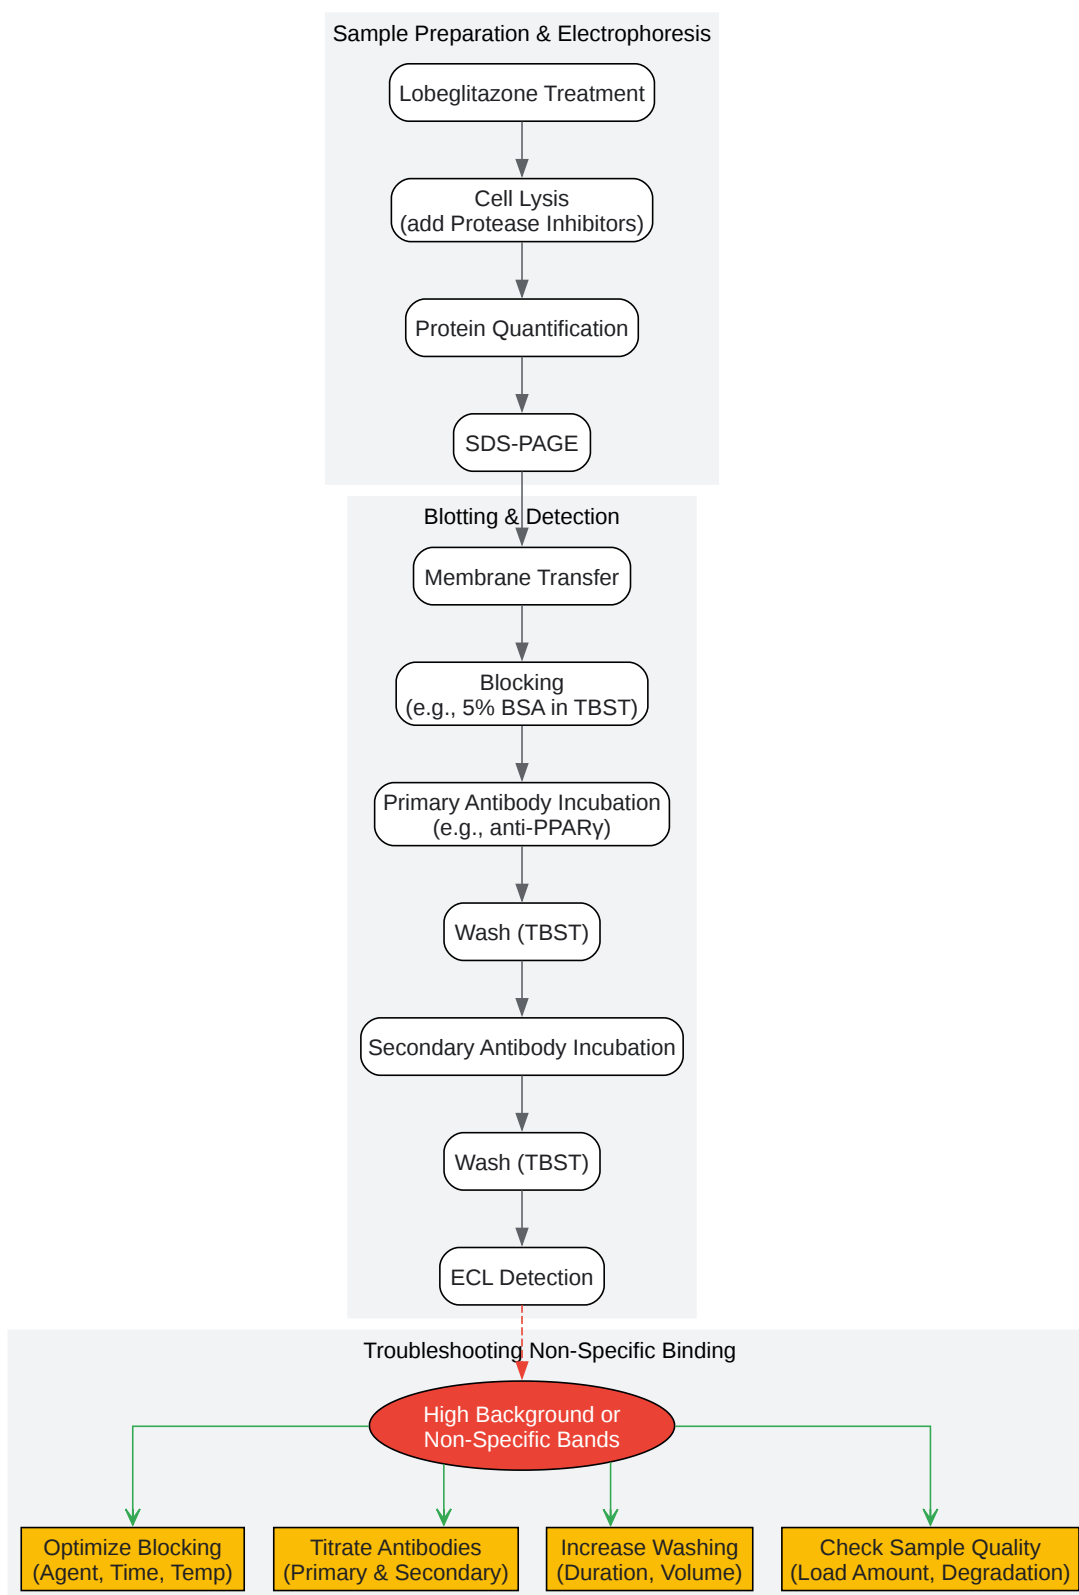 Sample Preparation & Electrophoresis
Lobeglitazone Treatment
Cell Lysis
(add Protease Inhibitors)
Protein Quantification
SDS-PAGE
Blotting & Detection
Membrane Transfer
Blocking
(e.g., 5% BSA in TBST)
Primary Antibody Incubation
(e.g., anti-PPARγ)
Wash (TBST)
Secondary Antibody Incubation
Wash (TBST)
ECL Detection
Troubleshooting Non-Specific Binding
High Background or
Non-Specific Bands
Optimize Blocking
(Agent, Time, Temp)
Titrate Antibodies
(Primary & Secondary)
Increase Washing
(Duration, Volume)
Check Sample Quality
(Load Amount, Degradation)